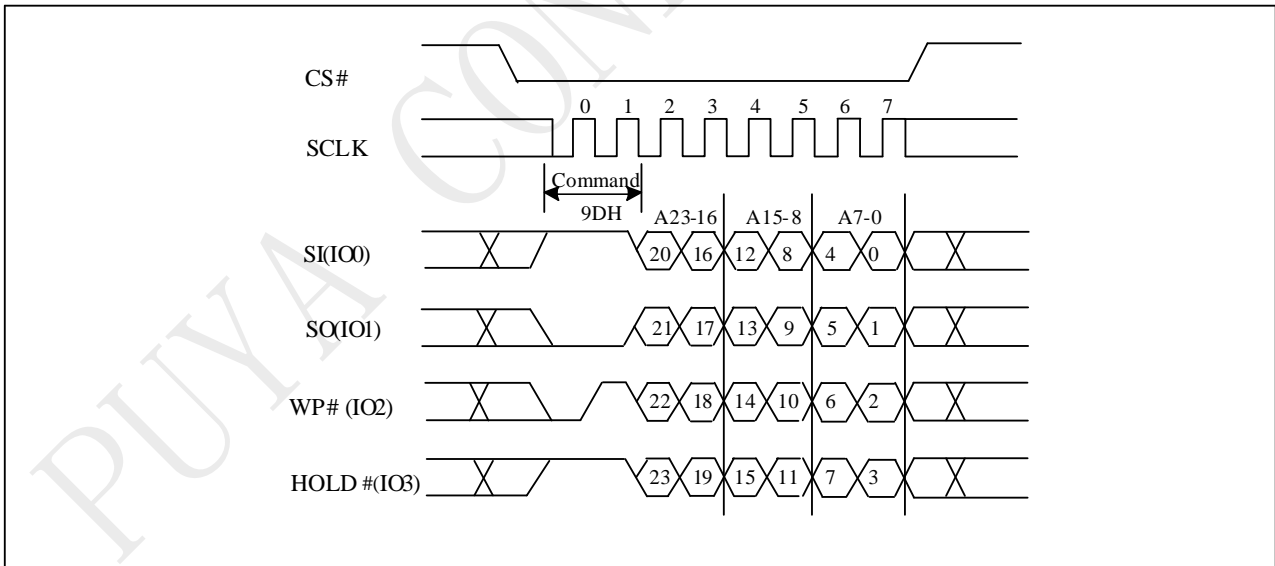 PUYA CON
CS#
0 1 2 3 4 5 6 7
SCLK
Command
9DH
A23-16 A15-8 A7-0
SI(IO0) 20 16 12 8 4 0
SO(IO1) 21 17 13 9 5 1
WP# (IO2) 22 18 14 10 6 2
HOLD #(IO3) 23 19 15 11 7 3